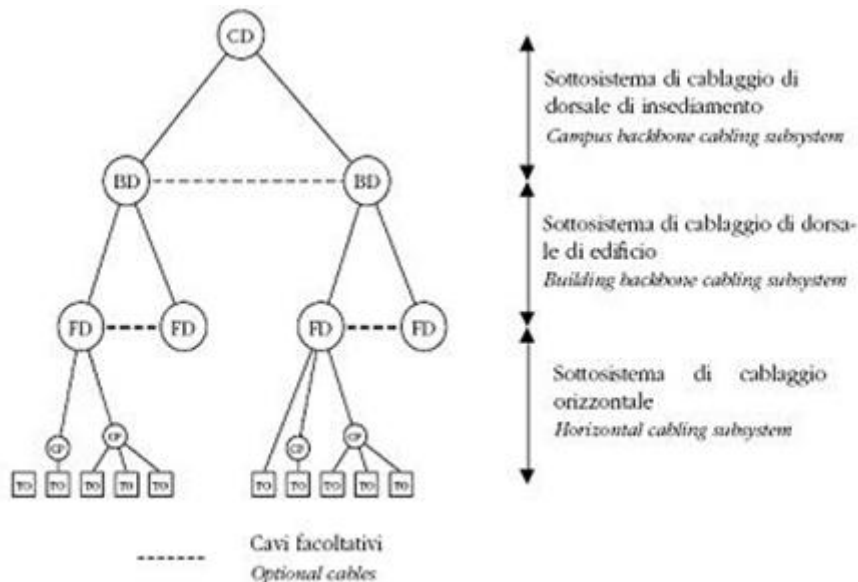 CD
Sottosistema di cablaggio di
dorsale di insediamento
Campus backbone cabling subsystem
BD
BD
Sottosistema di cablaggio di dorsa-
le di edificio
Building backbone cabling subsystem
FD
FD
FD
FD
Sottosistema di cablaggio
orizzontale
Horizontal cabling subsystem
CP
CP
CP
CP
TO
TO
TO
TO
TO
TO
TO
TO
TO
TO
Cavi facoltativi
Optional cables